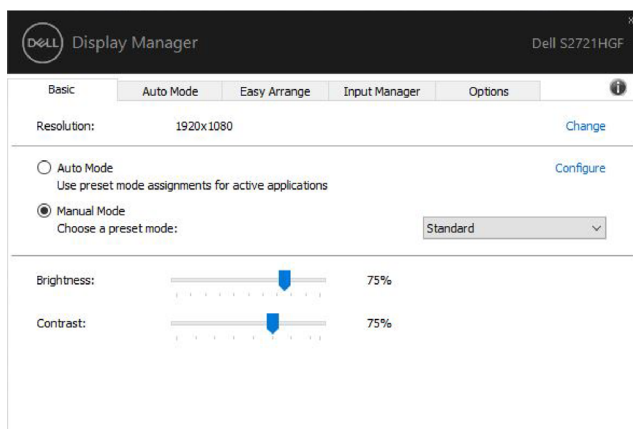 DELL Display Manager
Dell S2721HGF
Basic Auto Mode Easy Arrange Input Manager Options
Resolution: 1920x1080 Change
Auto Mode Configure
Use preset mode assignments for active applications
Manual Mode
Choose a preset mode: Standard
Brightness: 75%
Contrast: 75%